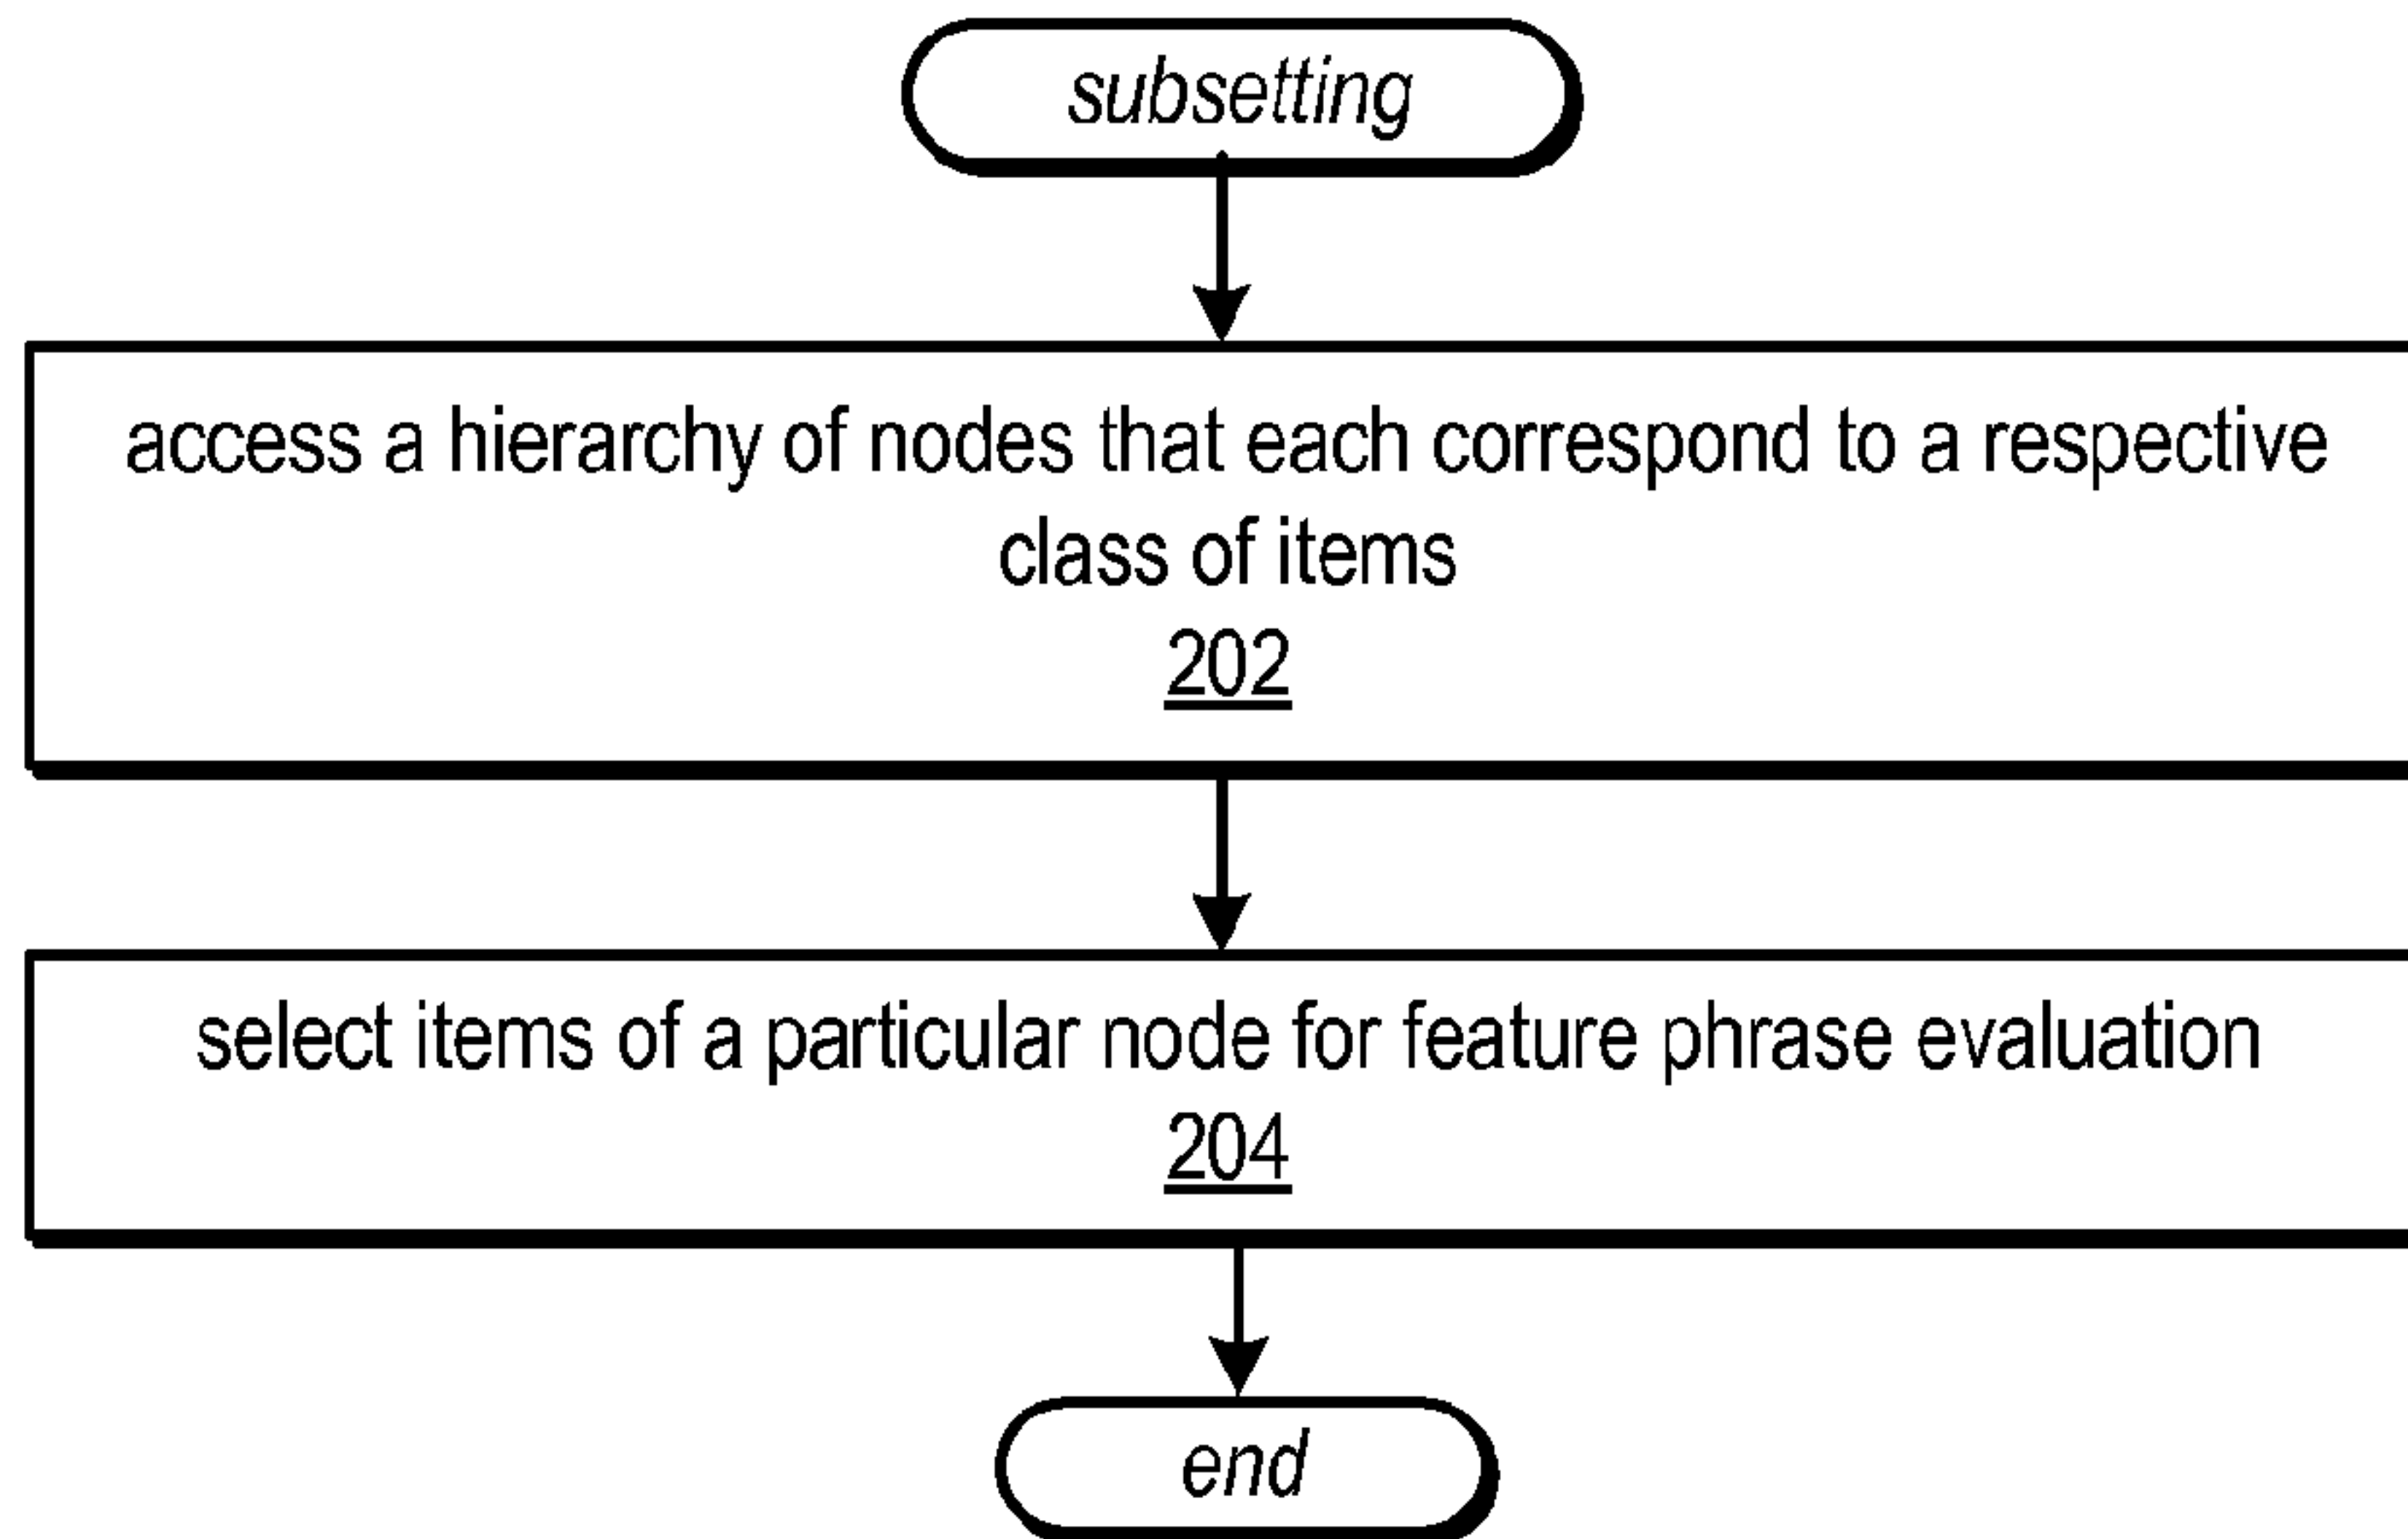 subsetting
access a hierarchy of nodes that each correspond to a respective
class of items
202
select items of a particular node for feature phrase evaluation
204
end